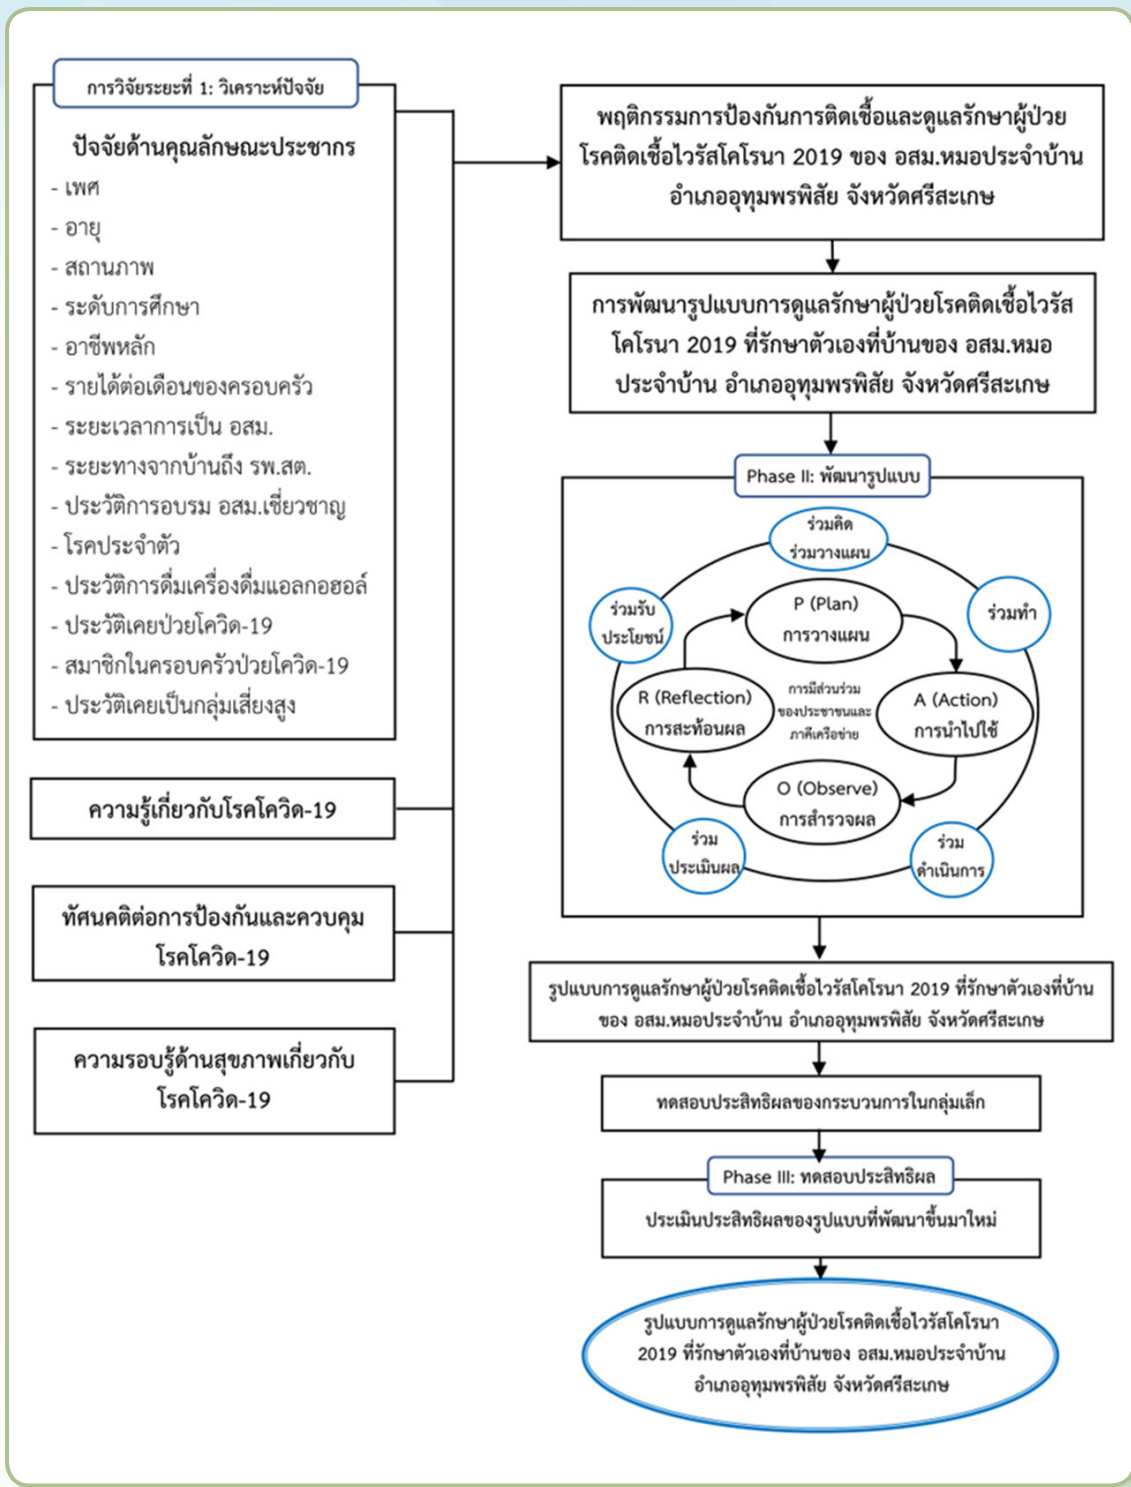 การวิจัยระยะที่ 1: วิเคราะห์ปัจจัย
ปัจจัยด้านคุณลักษณะประชากร
- เพศ
- อายุ
- สถานภาพ
- ระดับการศึกษา
- อาชีพหลัก
- รายได้ต่อเดือนของครอบครัว
- ระยะเวลาการเป็น อสม.
- ระยะทางจากบ้านถึง รพ.สต.
- ประวัติการอบรม อสม.เชี่ยวชาญ
- โรคประจำตัว
- ประวัติการดื่มเครื่องดื่มแอลกอฮอล์
- ประวัติเคยป่วยโควิด-19
- สมาชิกในครอบครัวป่วยโควิด-19
- ประวัติเคยเป็นกลุ่มเสี่ยงสูง
ความรู้เกี่ยวกับโรคโควิด-19
ทัศนคติต่อการป้องกันและควบคุม
โรคโควิด-19
ความรอบรู้ด้านสุขภาพเกี่ยวกับ
โรคโควิด-19
พฤติกรรมการป้องกันการติดเชื้อและดูแลรักษาผู้ป่วย
โรคติดเชื้อไวรัสโคโรนา 2019 ของ อสม.หมอประจำบ้าน
อำเภออุทุมพรพิสัย จังหวัดศรีสะเกษ
การพัฒนารูปแบบการดูแลรักษาผู้ป่วยโรคติดเชื้อไวรัส
โคโรนา 2019 ที่รักษาตัวเองที่บ้านของ อสม.หมอ
ประจำบ้าน อำเภออุทุมพรพิสัย จังหวัดศรีสะเกษ
Phase II: พัฒนารูปแบบ
ร่วมคิด
ร่วมวางแผน
ร่วมรับ
ประโยชน์
ร่วมทำ
P (Plan)
การวางแผน
R (Reflection)
การสะท้อนผล
การมีส่วนร่วม
ของประชาชนและ
ภาคีเครือข่าย
A (Action)
การนำไปใช้
O (Observe)
การสำรวจผล
ร่วม
ประเมินผล
ร่วม
ดำเนินการ
รูปแบบการดูแลรักษาผู้ป่วยโรคติดเชื้อไวรัสโคโรนา 2019 ที่รักษาตัวเองที่บ้าน
ของ อสม.หมอประจำบ้าน อำเภออุทุมพรพิสัย จังหวัดศรีสะเกษ
ทดสอบประสิทธิผลของกระบวนการในกลุ่มเล็ก
Phase III: ทดสอบประสิทธิผล
ประเมินประสิทธิผลของรูปแบบที่พัฒนาขึ้นมาใหม่
รูปแบบการดูแลรักษาผู้ป่วยโรคติดเชื้อไวรัสโคโรนา
2019 ที่รักษาตัวเองที่บ้านของ อสม.หมอประจำบ้าน
อำเภออุทุมพรพิสัย จังหวัดศรีสะเกษ